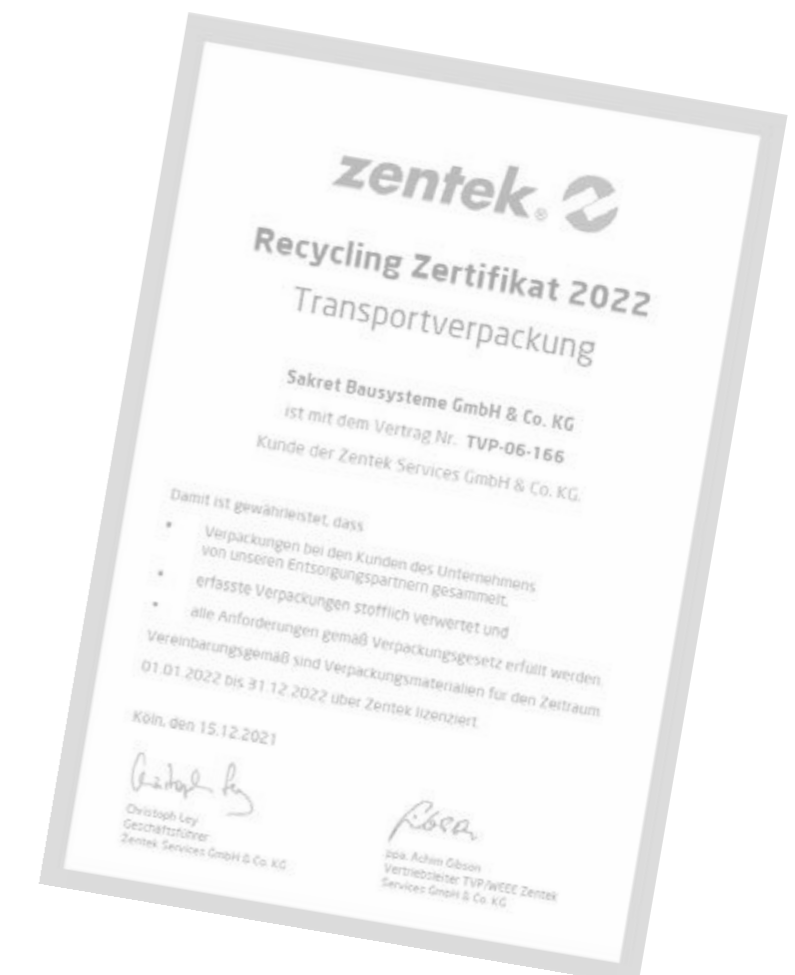 zentek®
Recycling Zertifikat 2022
Transportverpackung
Sakret Bausysteme GmbH & Co. KG
ist mit dem Vertrag Nr. TVP-06-166
Kunde der Zentek Services GmbH & Co. KG.
Damit ist gewährleistet, dass
• Verpackungen bei den Kunden des Unternehmens
von unseren Entsorgungspartnern gesammelt,
• erfasste Verpackungen stofflich verwertet und
• alle Anforderungen gemäß Verpackungsgesetz erfüllt werden.
Vereinbarungsgemäß sind Verpackungsmaterialien für den Zeitraum
01.01.2022 bis 31.12.2022 über Zentek lizenziert.
Köln, den 15.12.2021
Christoph Ley
Geschäftsführer
Zentek Services GmbH & Co. KG
ppa. Achim Gibson
Vertriebsleiter TVP/WEEE Zentek
Services GmbH & Co. KG